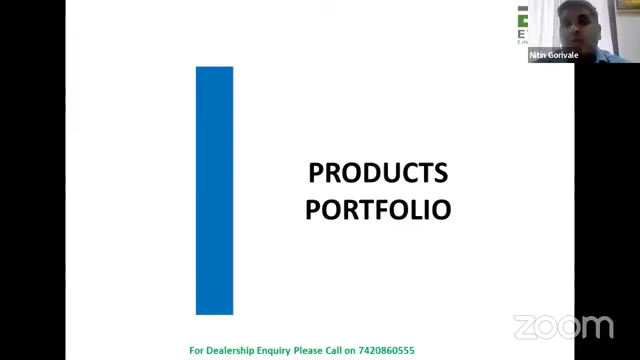 Nitin Gorivale
PRODUCTS
PORTFOLIO
zoom
For Dealership Enquiry Please Call on 7420860555